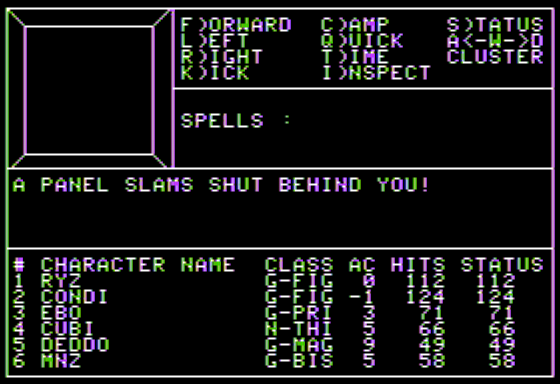 F)ORWARD C)AMP S)TATUS
L)EFT Q)UICK A<-W->D
R)IGHT T)IME CLUSTER
K)ICK I)NSPECT
SPELLS :
A PANEL SLAMS SHUT BEHIND YOU!
# CHARACTER NAME CLASS AC HITS STATUS
1 RYZ G-FIG 0 112 112
2 CONDI G-FIG -1 124 124
3 EBO G-PRI 3 71 71
4 CUBI N-THI 5 66 66
5 DEDDO G-MAG 9 49 49
6 MNZ G-BIS 5 58 58